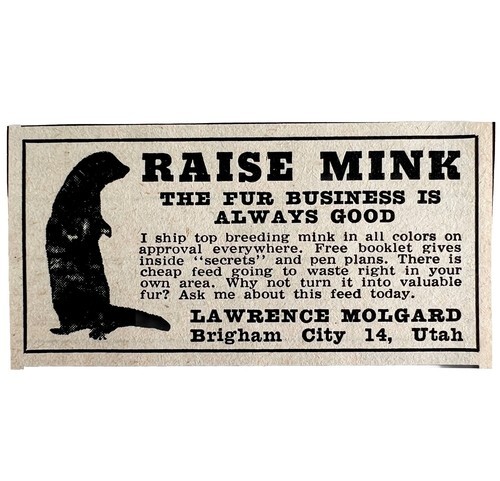 RAISE MINK
THE FUR BUSINESS IS
ALWAYS GOOD
I ship top breeding mink in all colors on
approval everywhere. Free booklet gives
inside "secrets" and pen plans. There is
cheap feed going to waste right in your
own area. Why not turn it into valuable
fur? Ask me about this feed today.
LAWRENCE MOLGARD
Brigham City 14, Utah